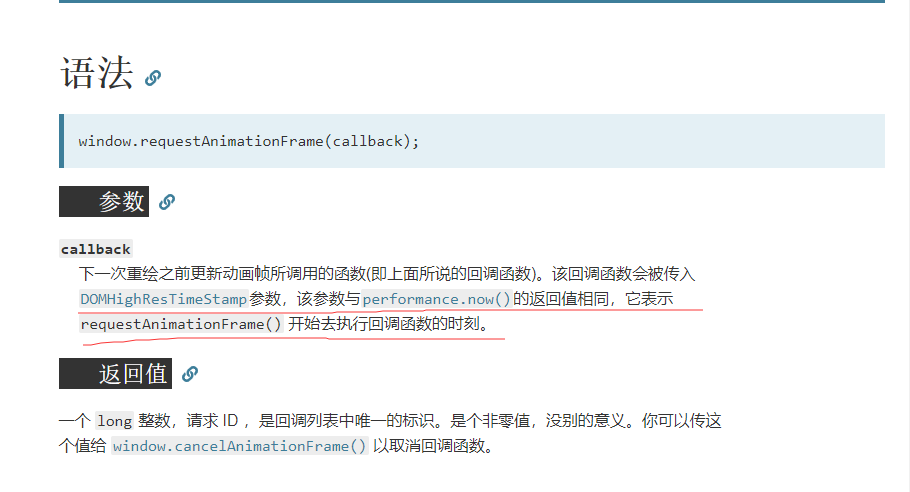 语法
window.requestAnimationFrame(callback);
参数
callback
下一次重绘之前更新动画帧所调用的函数(即上面所说的回调函数)。该回调函数会被传入
DOMHighResTimeStamp参数，该参数与performance.now()的返回值相同，它表示
requestAnimationFrame() 开始去执行回调函数的时刻。
返回值
一个 long 整数，请求 ID ，是回调列表中唯一的标识。是个非零值，没别的意义。你可以传这
个值给 window.cancelAnimationFrame() 以取消回调函数。